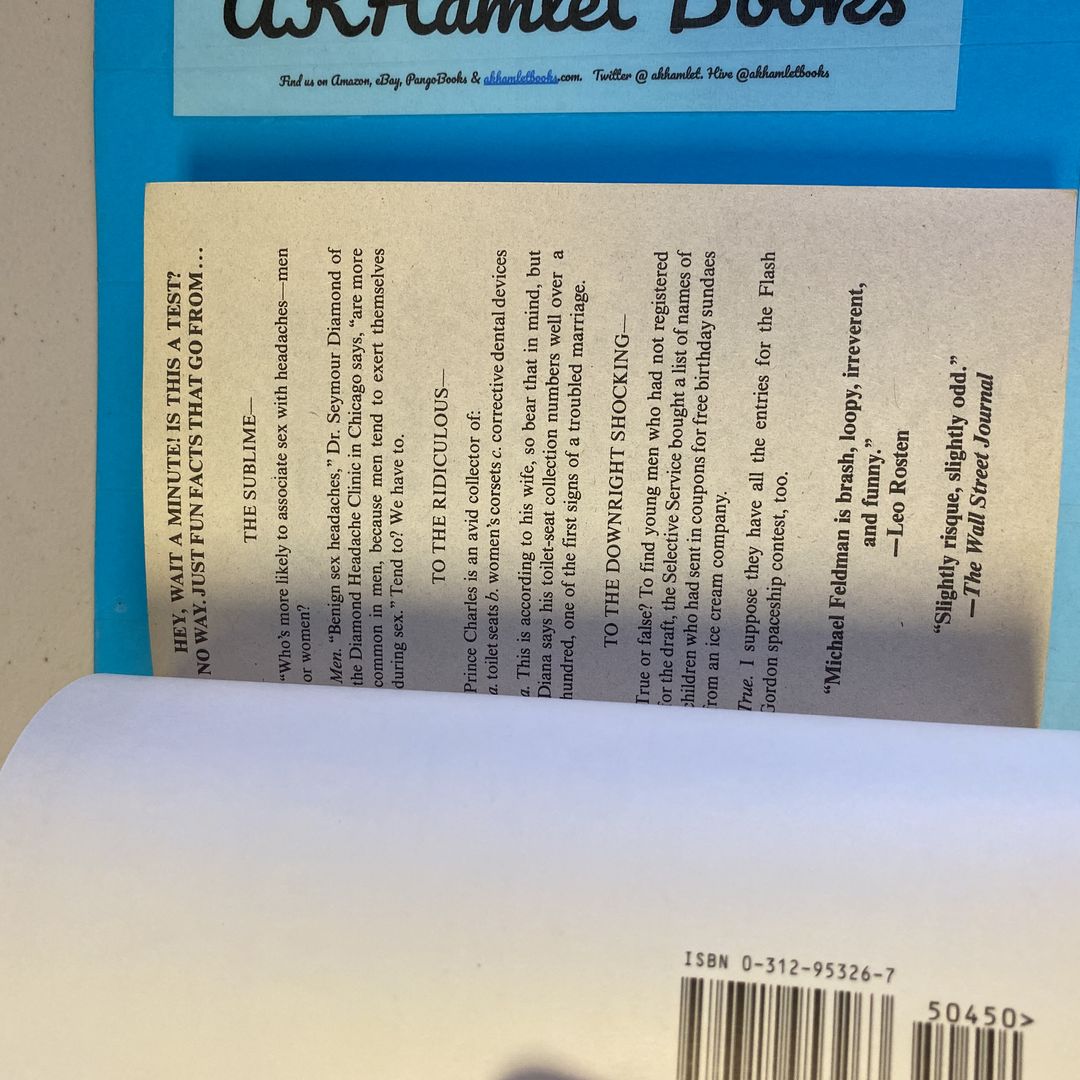 AKHamlet Books
Find us on Amazon, eBay, PangoBooks & akhamletbooks.com. Twitter @ akhamlet. Hive @akhamletbooks
HEY, WAIT A MINUTE! IS THIS A TEST?
NO WAY. JUST FUN FACTS THAT GO FROM...
THE SUBLIME—
“Who’s more likely to associate sex with headaches—men
or women?
Men. “Benign sex headaches,” Dr. Seymour Diamond of
the Diamond Headache Clinic in Chicago says, “are more
common in men, because men tend to exert themselves
during sex.” Tend to? We have to.
TO THE RIDICULOUS—
Prince Charles is an avid collector of:
a. toilet seats b. women’s corsets c. corrective dental devices
a. This is according to his wife, so bear that in mind, but
Diana says his toilet-seat collection numbers well over a
hundred, one of the first signs of a troubled marriage.
TO THE DOWNRIGHT SHOCKING—
True or false? To find young men who had not registered
for the draft, the Selective Service bought a list of names of
children who had sent in coupons for free birthday sundaes
from an ice cream company.
True. I suppose they have all the entries for the Flash
Gordon spaceship contest, too.
“Michael Feldman is brash, loopy, irreverent,
and funny.”
—Leo Rosten
“Slightly risque, slightly odd.”
—The Wall Street Journal
ISBN 0-312-95326-7
50450>